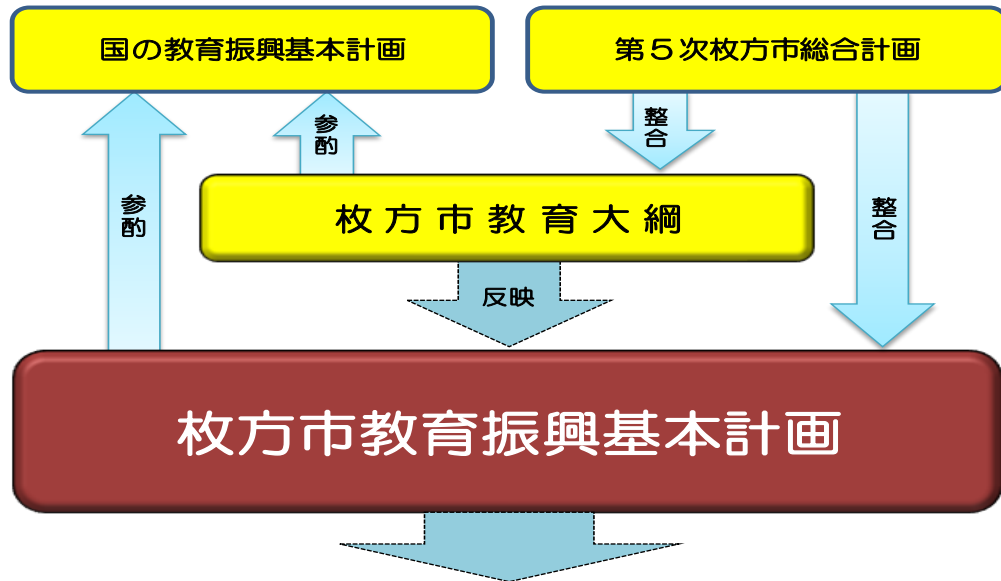 国の教育振興基本計画
第５次枚方市総合計画
参酌
整合
参酌
整合
枚方市教育大綱
反映
枚方市教育振興基本計画